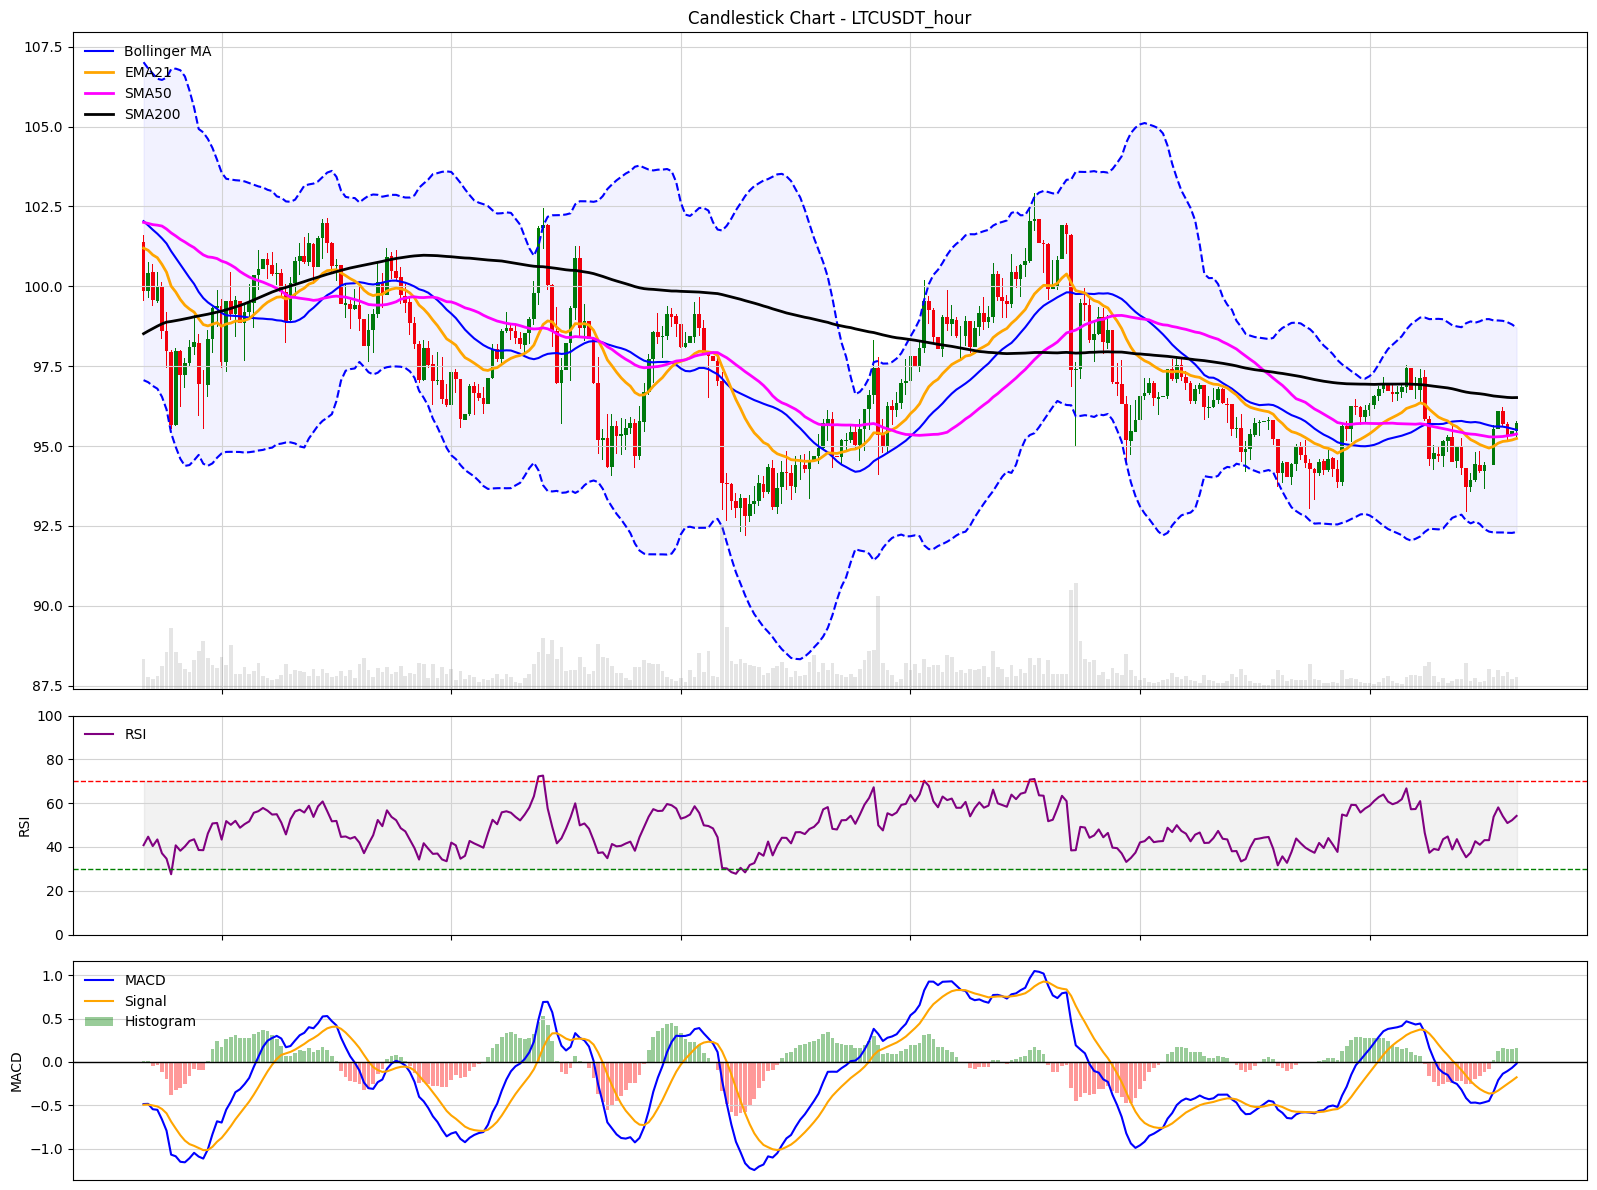 Candlestick Chart - LTCUSDT_hour
107.5
105.0
102.5
100.0
97.5
95.0
92.5
90.0
87.5
Bollinger MA
EMA21
SMA50
SMA200
100
80
60
40
20
0
RSI
RSI
1.0
0.5
0.0
−0.5
−1.0
MACD
MACD
Signal
Histogram